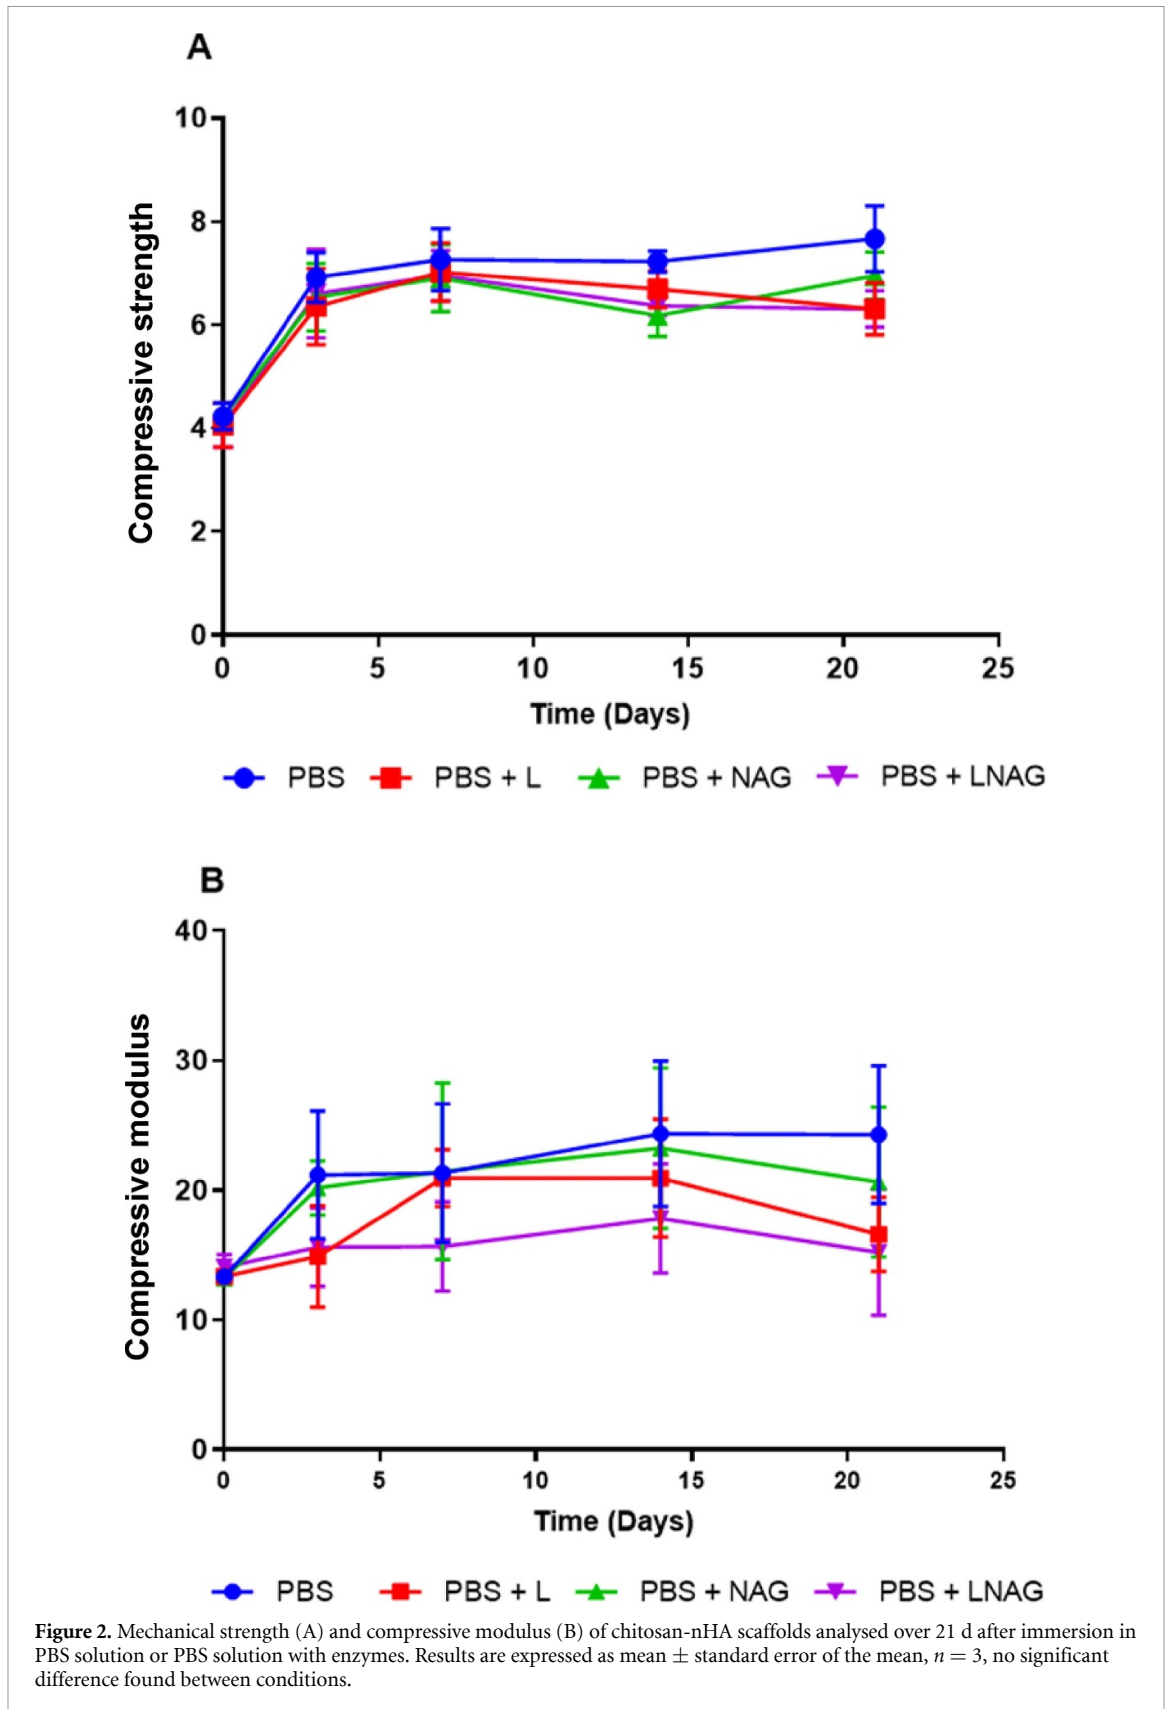 A
10
8
6
4
2
0
Compressive strength
0 5 10 15 20 25
Time (Days)
PBS PBS + L PBS + NAG PBS + LNAG
B
40
30
20
10
0
Compressive modulus
0 5 10 15 20 25
Time (Days)
PBS PBS + L PBS + NAG PBS + LNAG
Figure 2. Mechanical strength (A) and compressive modulus (B) of chitosan-nHA scaffolds analysed over 21 d after immersion in
PBS solution or PBS solution with enzymes. Results are expressed as mean ± standard error of the mean, n = 3, no significant
difference found between conditions.